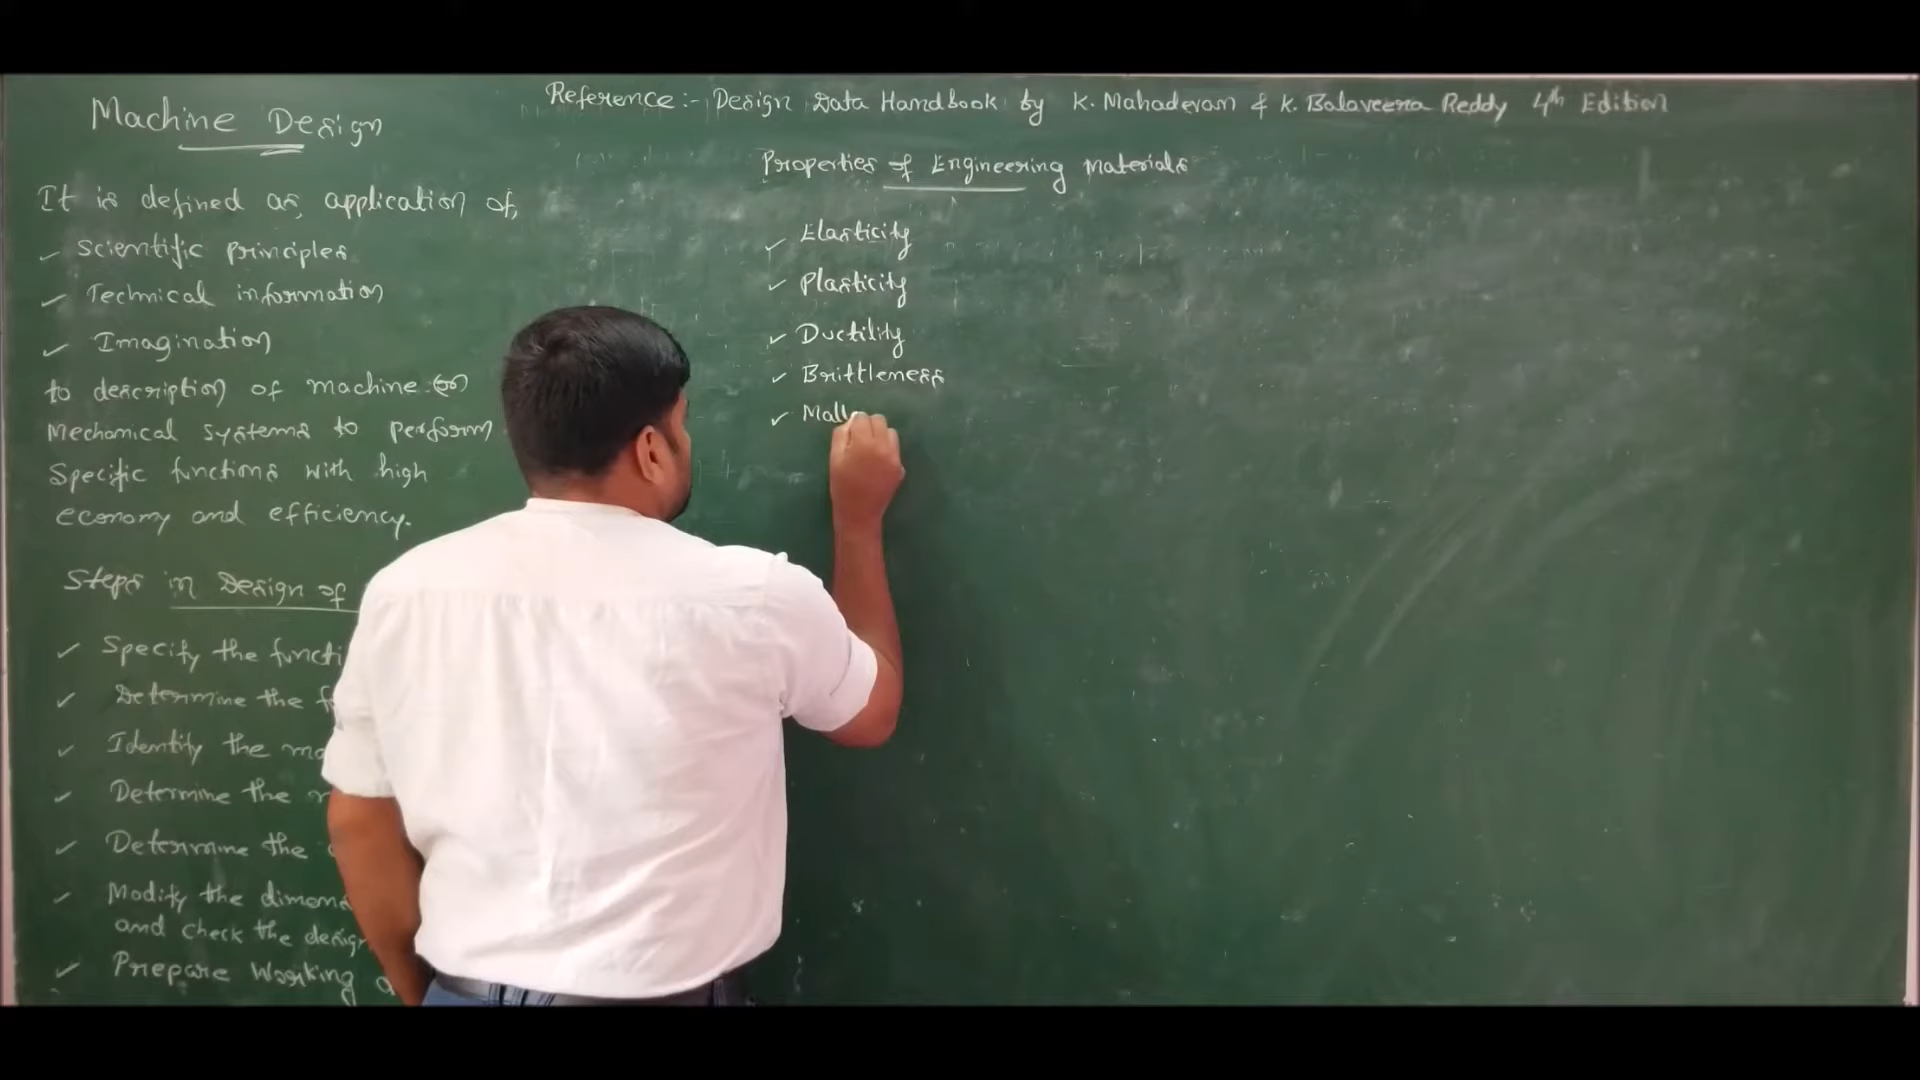 Machine Design
Reference:- Design Data Handbook by K. Mahadevan & K. Balaveera Reddy 4th Edition
It is defined as, application of,
✓ Scientific principles
✓ Technical information
✓ Imagination
to description of machine (or)
Mechanical systems to perform
Specific functions with high
economy and efficiency.
Steps in Design of
✓ Specify the functi
✓ Determine the f
✓ Identify the ma
✓ Determine the
✓ Determine the
✓ Modify the dimens
and check the design
✓ Prepare Working
Properties of Engineering Materials
✓ Elasticity
✓ Plasticity
✓ Ductility
✓ Brittleness
✓ Mall